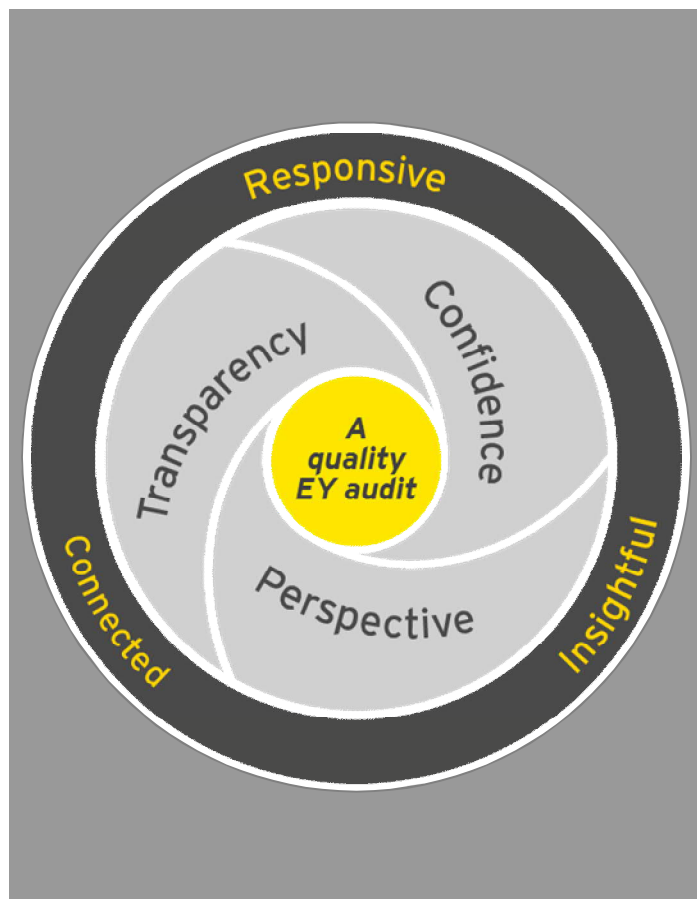 Responsive
Confidence
Transparency
A
quality
EY audit
Perspective
Connected
Insightful